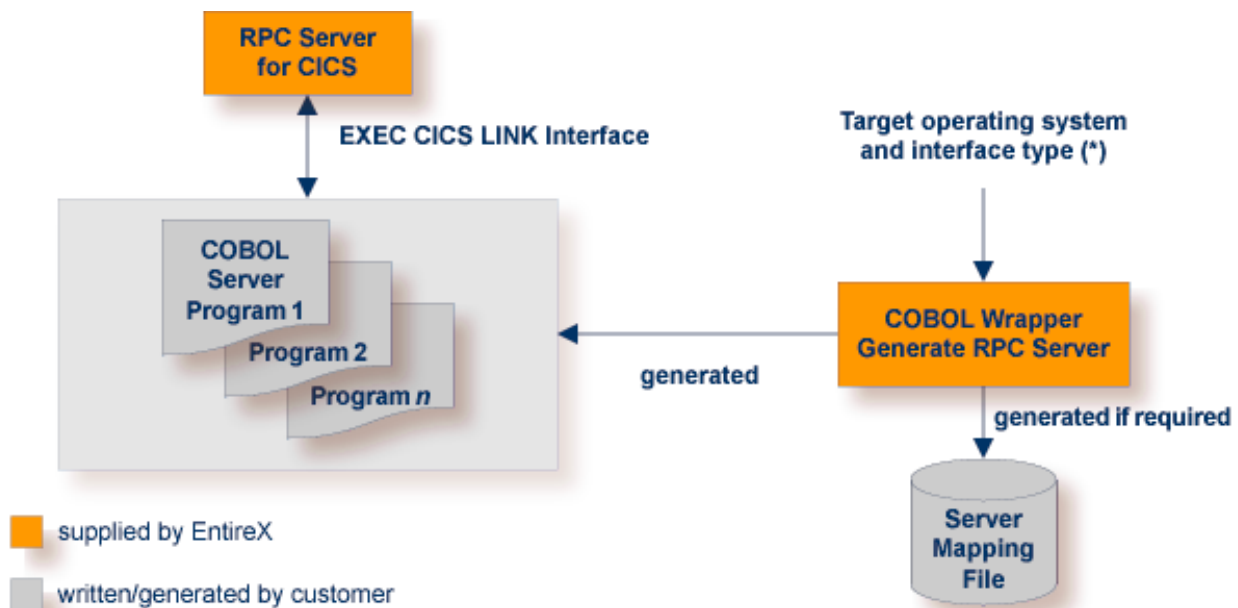 RPC Server
for CICS
EXEC CICS LINK Interface
Target operating system
and interface type (*)
COBOL
Server
Program 1
Program 2
Program n
COBOL Wrapper
Generate RPC Server
generated
generated if required
Server
Mapping
File
supplied by EntireX
written/generated by customer